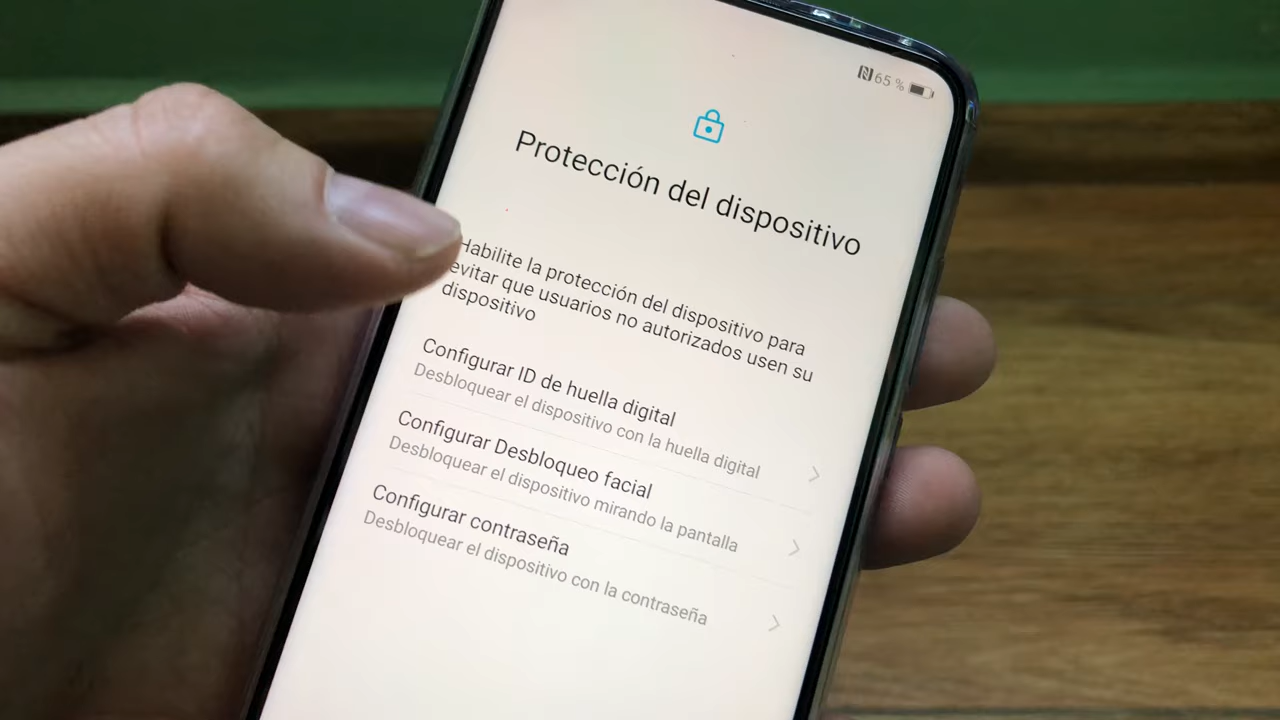 65 %
Protección del dispositivo
Habilite la protección del dispositivo para
evitar que usuarios no autorizados usen su
dispositivo
Configurar ID de huella digital
Desbloquear el dispositivo con la huella digital
Configurar Desbloqueo facial
Desbloquear el dispositivo mirando la pantalla
Configurar contraseña
Desbloquear el dispositivo con la contraseña